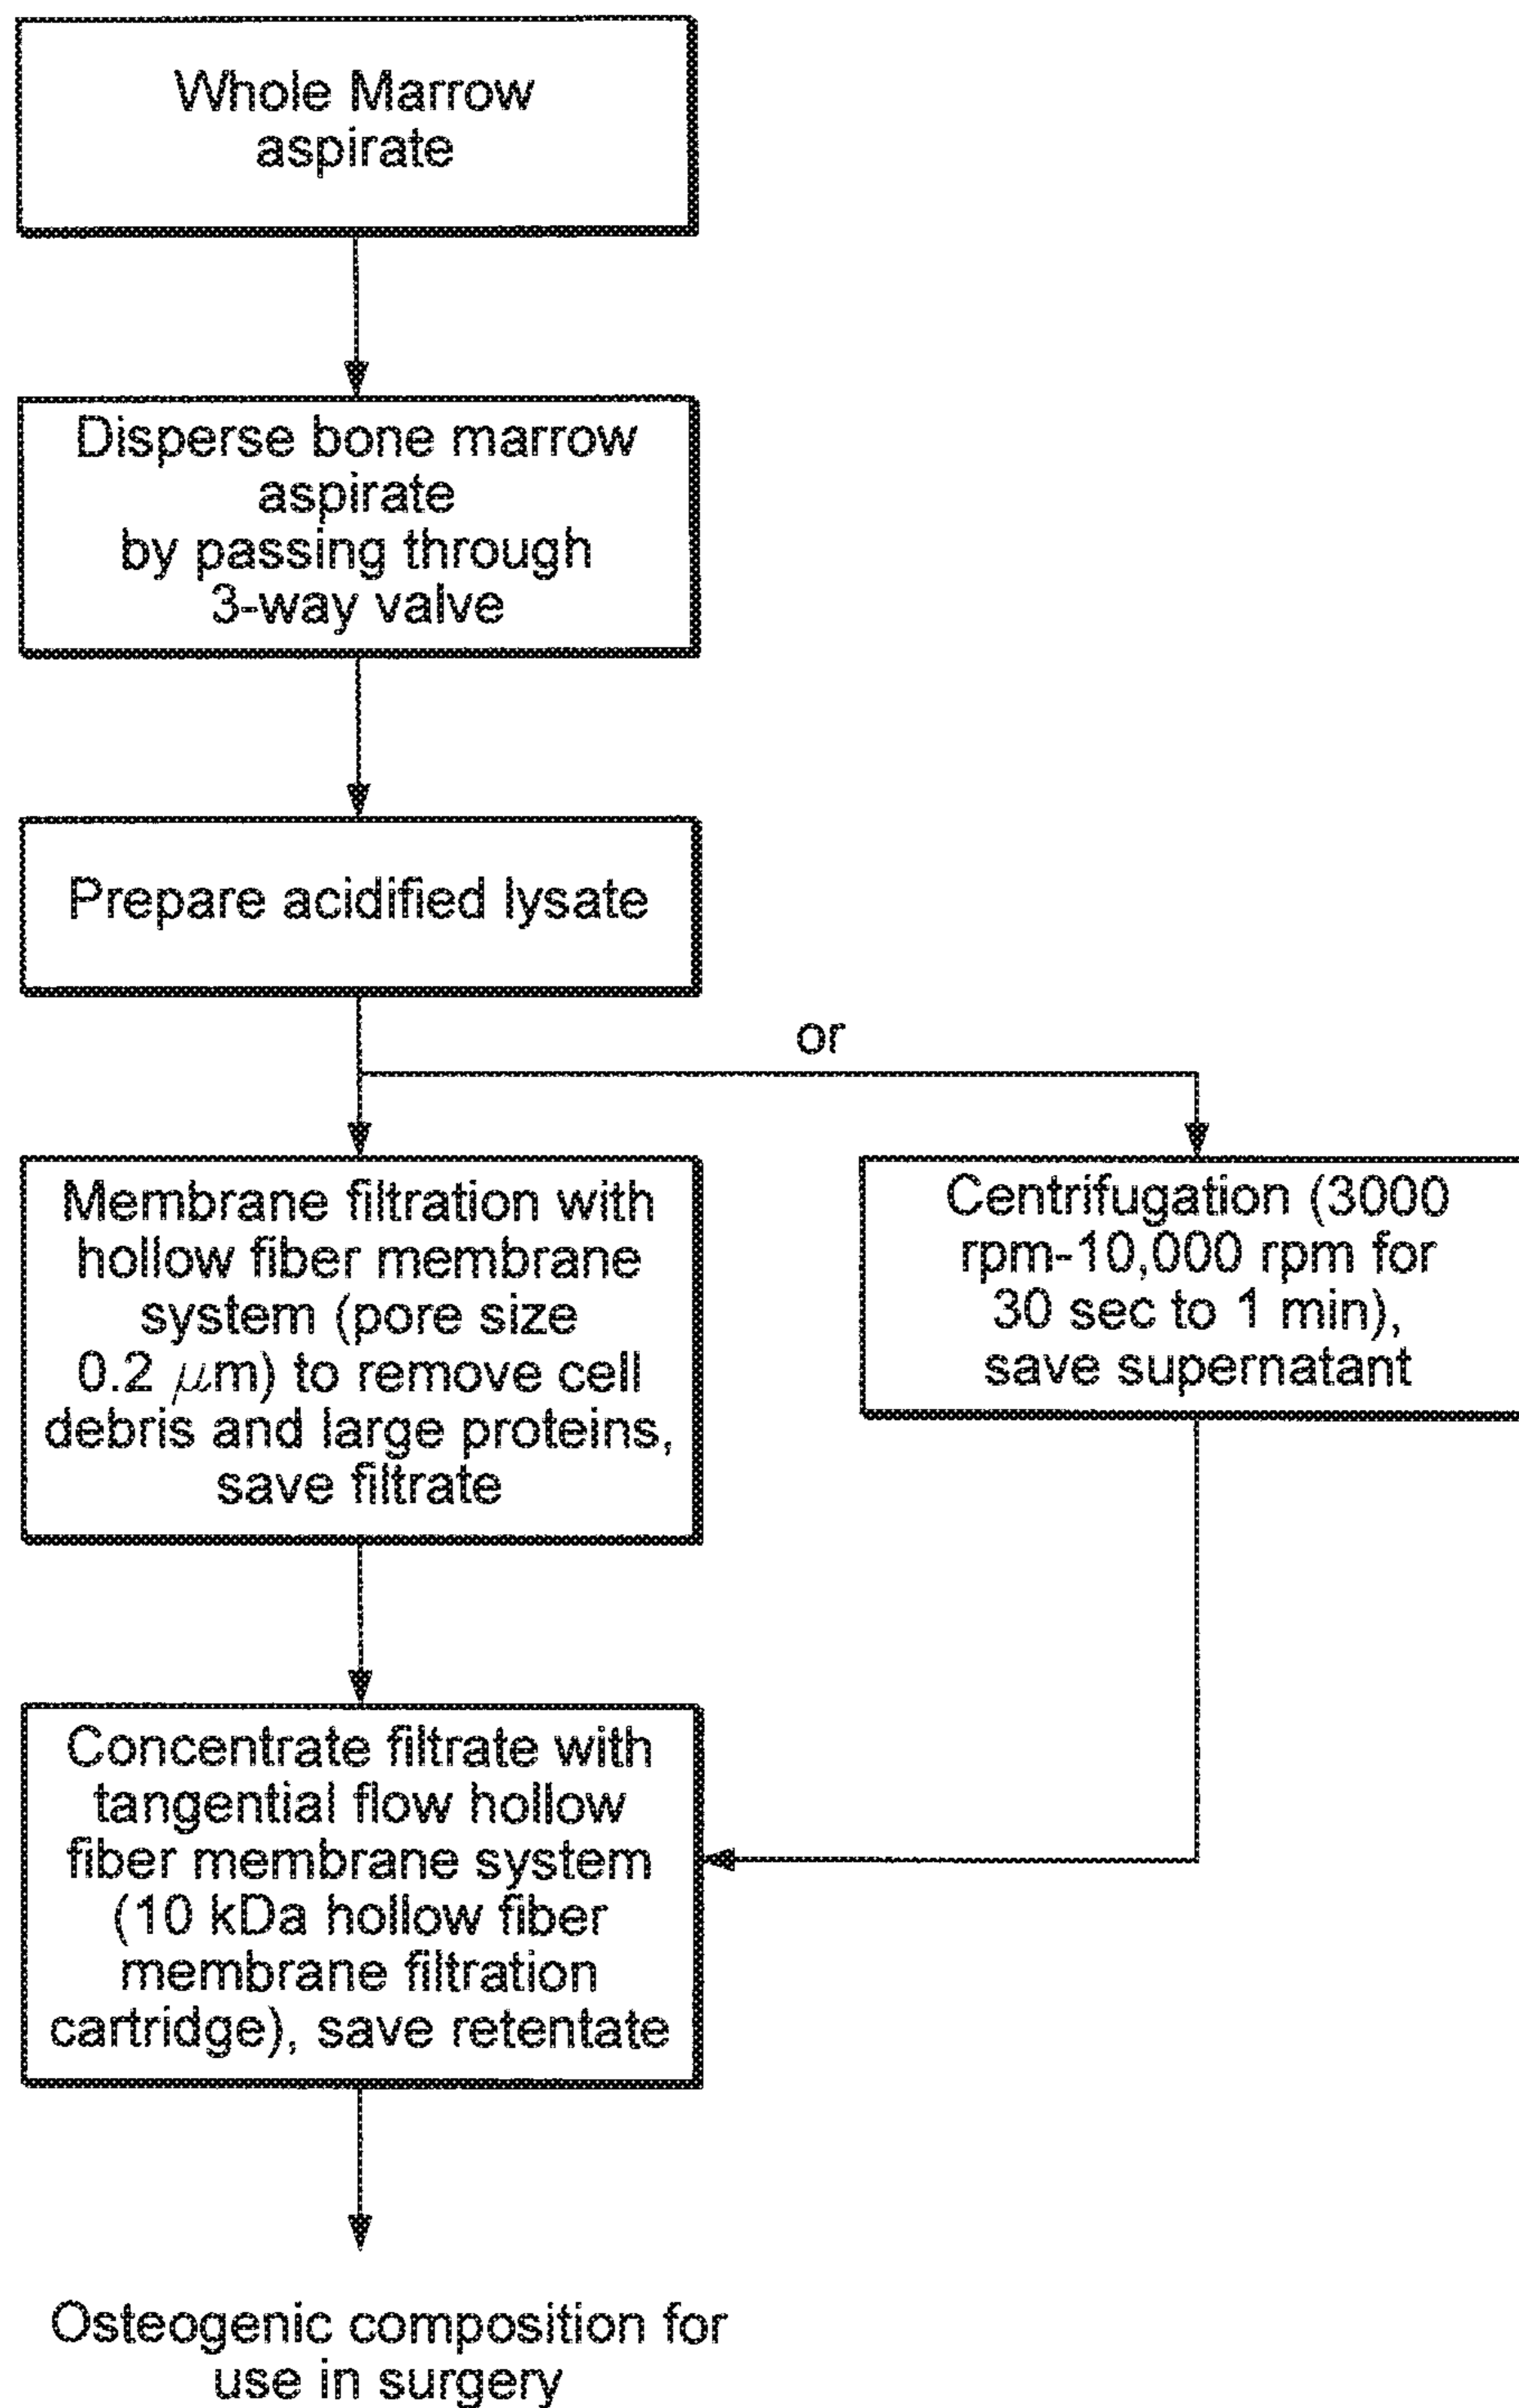 Whole Marrow
aspirate
Disperse bone marrow
aspirate
by passing through
3-way valve
Prepare acidified lysate
or
Membrane filtration with
hollow fiber membrane
system (pore size
0.2 μm) to remove cell
debris and large proteins,
save filtrate
Centrifugation (3000
rpm-10,000 rpm for
30 sec to 1 min),
save supernatant
Concentrate filtrate with
tangential flow hollow
fiber membrane system
(10 kDa hollow fiber
membrane filtration
cartridge), save retentate
Osteogenic composition for
use in surgery